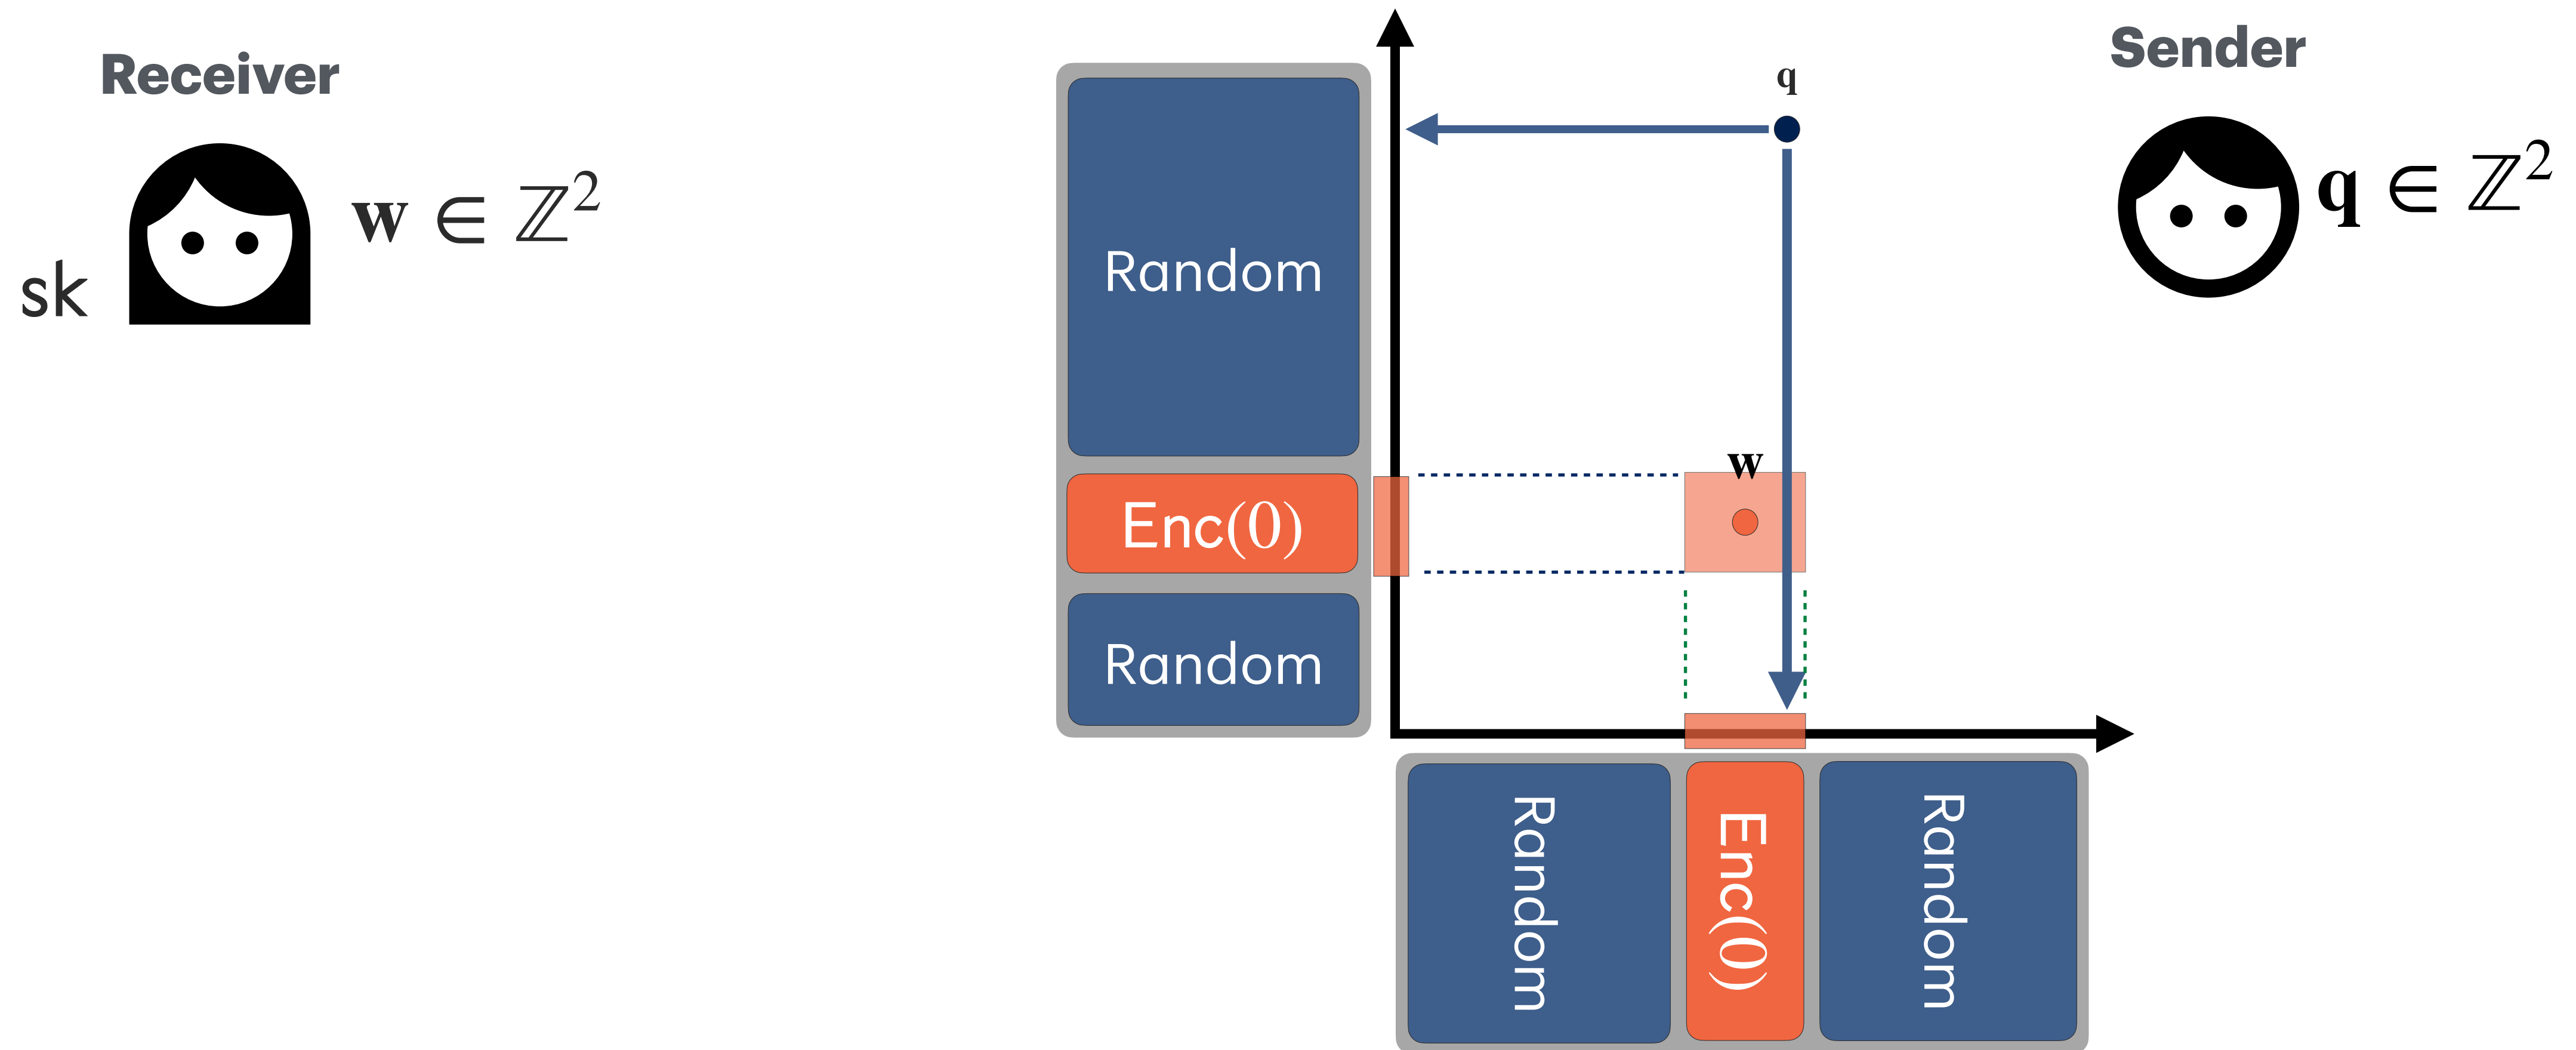 Receiver
sk
𝐰 ∈ ℤ²
Sender
𝐪 ∈ ℤ²
𝐪
Random
Enc(0)
Random
𝐰
Random
Enc(0)
Random